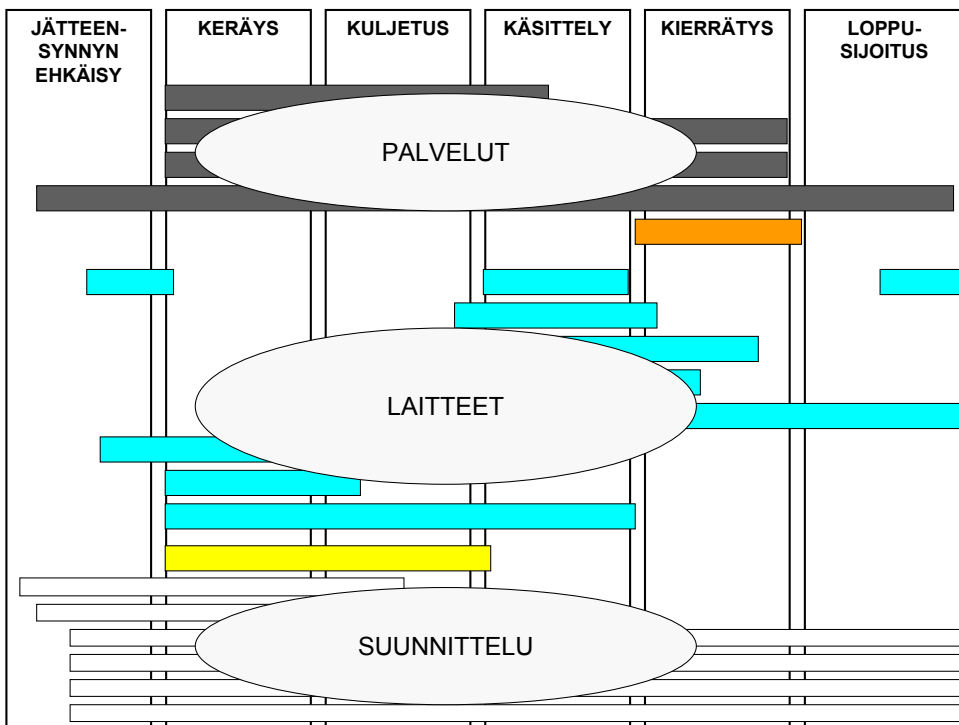 JÄTTEEN-
SYNNYN
EHKÄISY
KERÄYS
KULJETUS
KÄSITTELY
KIERRÄTYS
LOPPU-
SIJOITUS
PALVELUT
LAITTEET
SUUNNITTELU